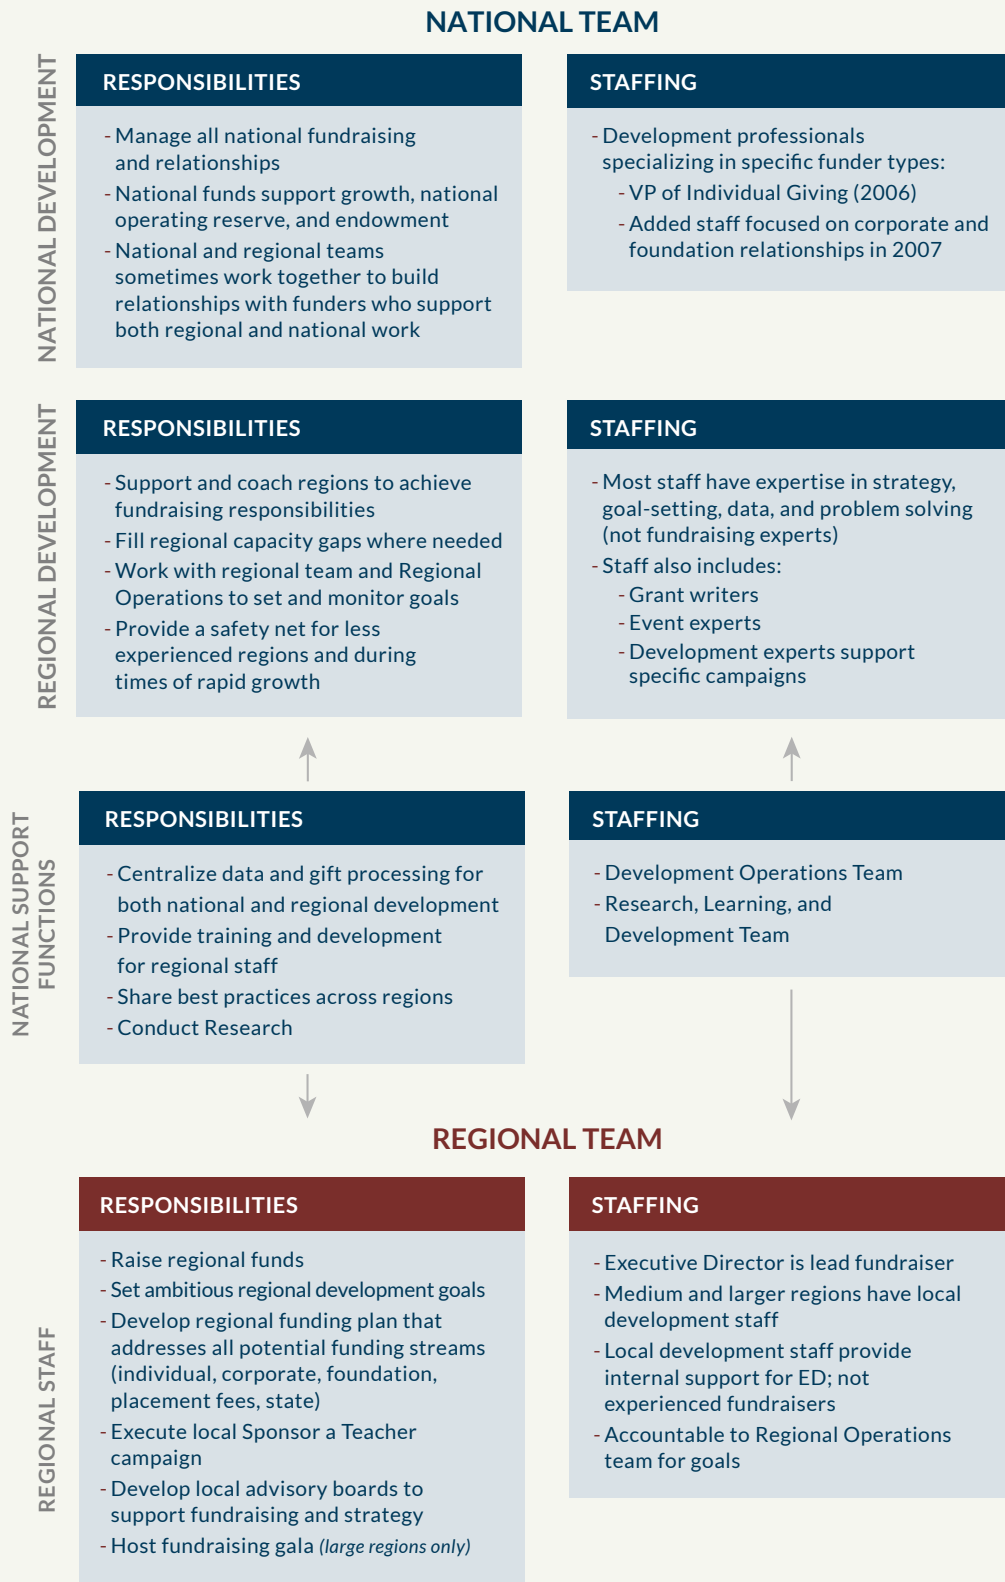 NATIONAL TEAM
NATIONAL DEVELOPMENT
RESPONSIBILITIES
- Manage all national fundraising
and relationships
- National funds support growth, national
operating reserve, and endowment
- National and regional teams
sometimes work together to build
relationships with funders who support
both regional and national work
STAFFING
- Development professionals
specializing in specific funder types:
- VP of Individual Giving (2006)
- Added staff focused on corporate and
foundation relationships in 2007
REGIONAL DEVELOPMENT
RESPONSIBILITIES
- Support and coach regions to achieve
fundraising responsibilities
- Fill regional capacity gaps where needed
- Work with regional team and Regional
Operations to set and monitor goals
- Provide a safety net for less
experienced regions and during
times of rapid growth
STAFFING
- Most staff have expertise in strategy,
goal-setting, data, and problem solving
(not fundraising experts)
- Staff also includes:
- Grant writers
- Event experts
- Development experts support
specific campaigns
NATIONAL SUPPORT
FUNCTIONS
RESPONSIBILITIES
- Centralize data and gift processing for
both national and regional development
- Provide training and development
for regional staff
- Share best practices across regions
- Conduct Research
STAFFING
- Development Operations Team
- Research, Learning, and
Development Team
REGIONAL TEAM
REGIONAL STAFF
RESPONSIBILITIES
- Raise regional funds
- Set ambitious regional development goals
- Develop regional funding plan that
addresses all potential funding streams
(individual, corporate, foundation,
placement fees, state)
- Execute local Sponsor a Teacher
campaign
- Develop local advisory boards to
support fundraising and strategy
- Host fundraising gala (large regions only)
STAFFING
- Executive Director is lead fundraiser
- Medium and larger regions have local
development staff
- Local development staff provide
internal support for ED; not
experienced fundraisers
- Accountable to Regional Operations
team for goals